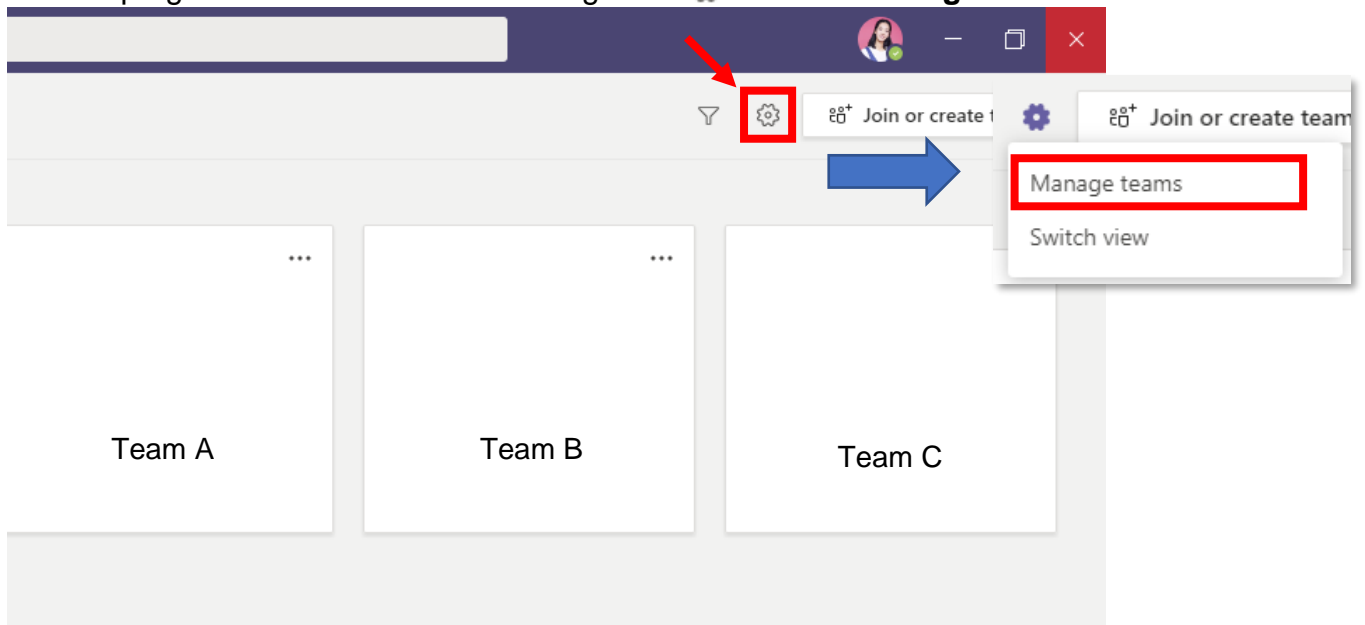 Join or create
Join or create team
Manage teams
Switch view
Team A
Team B
Team C